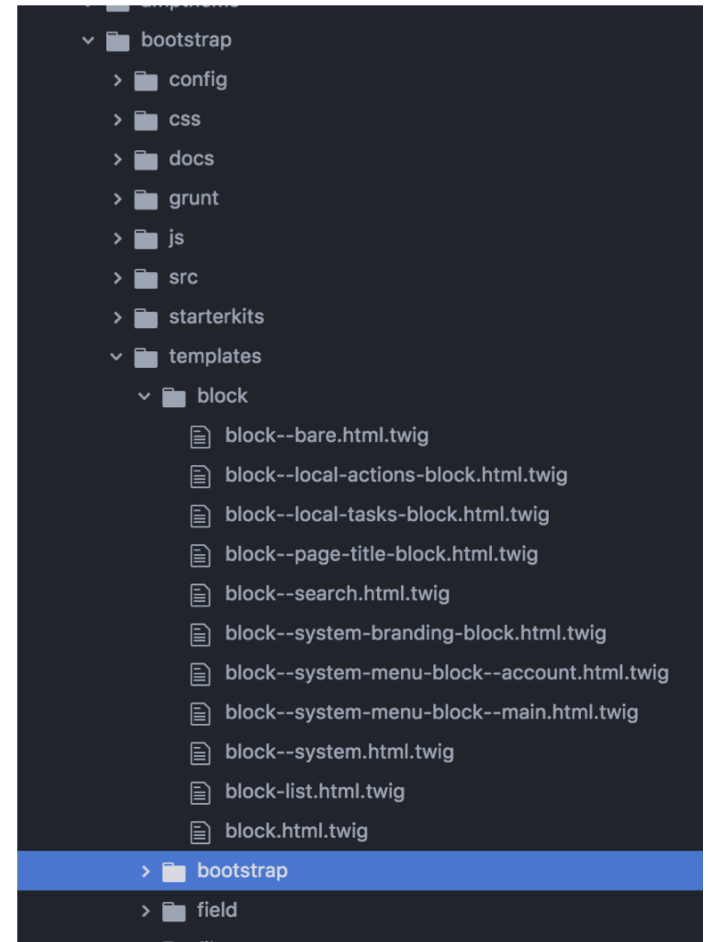 bootstrap
config
css
docs
grunt
js
src
starterkits
templates
block
block--bare.html.twig
block--local-actions-block.html.twig
block--local-tasks-block.html.twig
block--page-title-block.html.twig
block--search.html.twig
block--system-branding-block.html.twig
block--system-menu-block--account.html.twig
block--system-menu-block--main.html.twig
block--system.html.twig
block-list.html.twig
block.html.twig
bootstrap
field